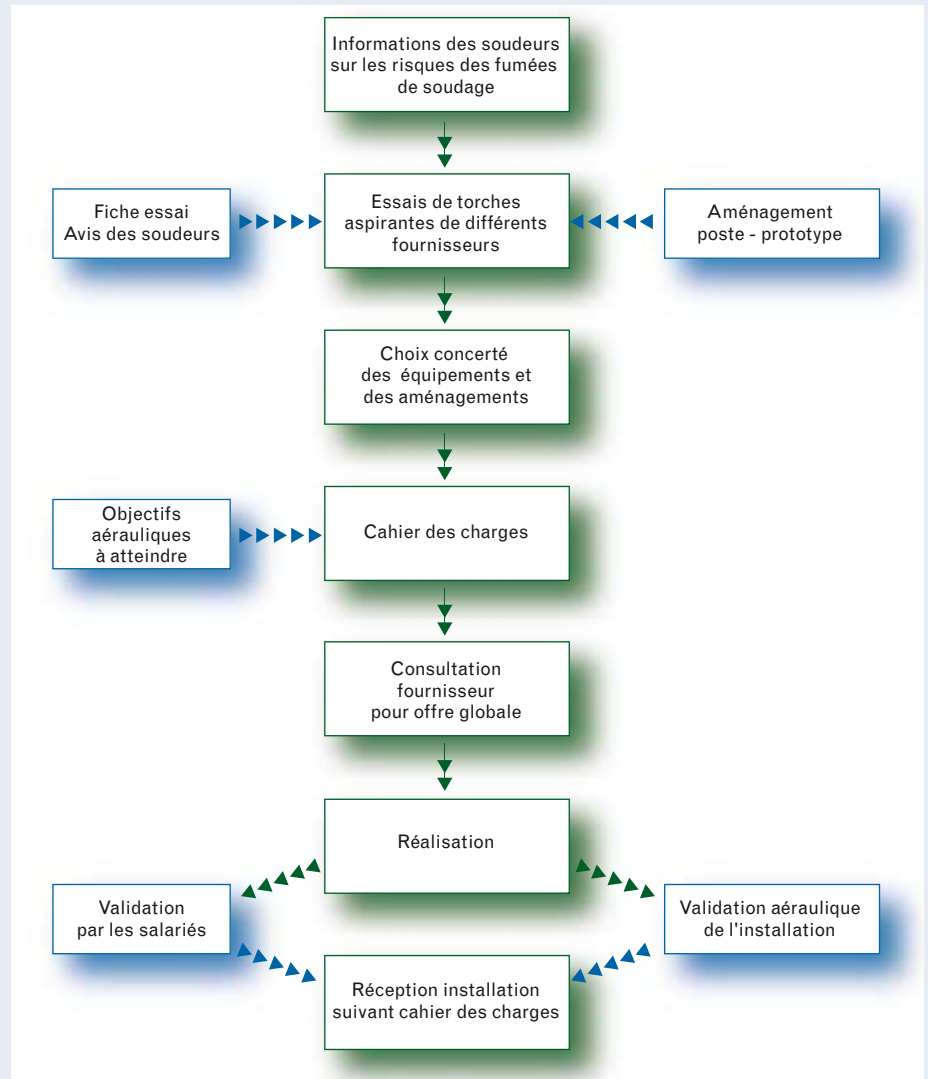 Informations des soudeurs
sur les risques des fumées
de soudage
Fiche essai
Avis des soudeurs
Essais de torches
aspirantes de différents
fournisseurs
Aménagement
poste - prototype
Choix concerté
des équipements et
des aménagements
Objectifs
aérauliques
à atteindre
Cahier des charges
Consultation
fournisseur
pour offre globale
Réalisation
Validation
par les salariés
Validation aéraulique
de l'installation
Réception installation
suivant cahier des charges